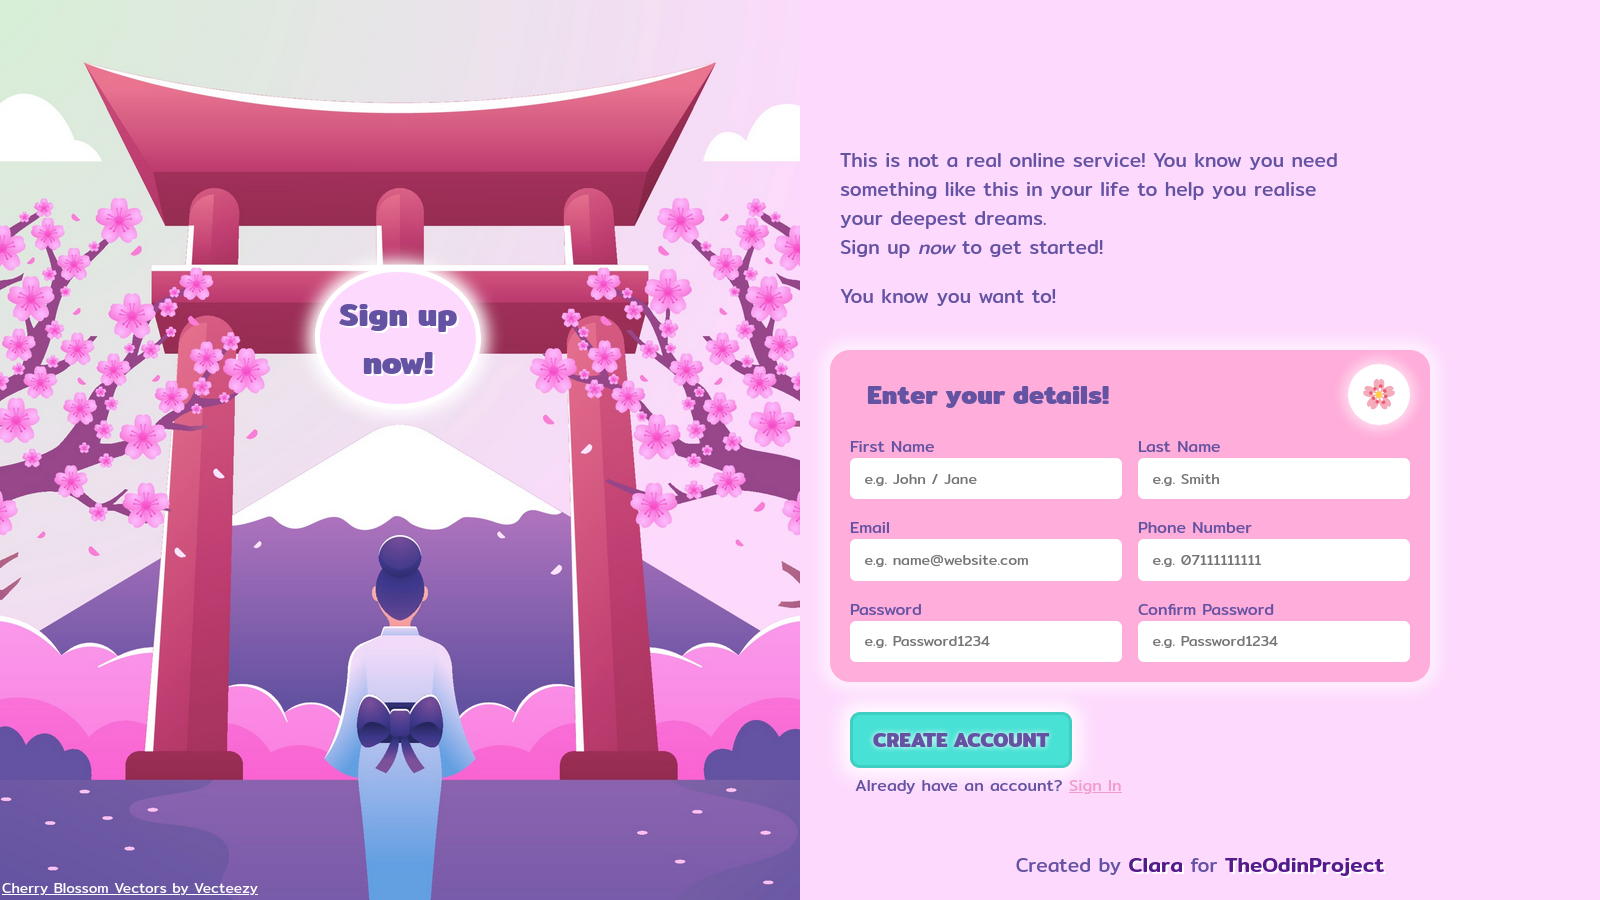 Sign up
now!
Cherry Blossom Vectors by Vecteezy
This is not a real online service! You know you need
something like this in your life to help you realise
your deepest dreams.
Sign up now to get started!
You know you want to!
Enter your details!
First Name
Last Name
e.g. John / Jane
e.g. Smith
Email
Phone Number
e.g. name@website.com
e.g. 07111111111
Password
Confirm Password
e.g. Password1234
e.g. Password1234
CREATE ACCOUNT
Already have an account? Sign In
Created by Clara for TheOdinProject